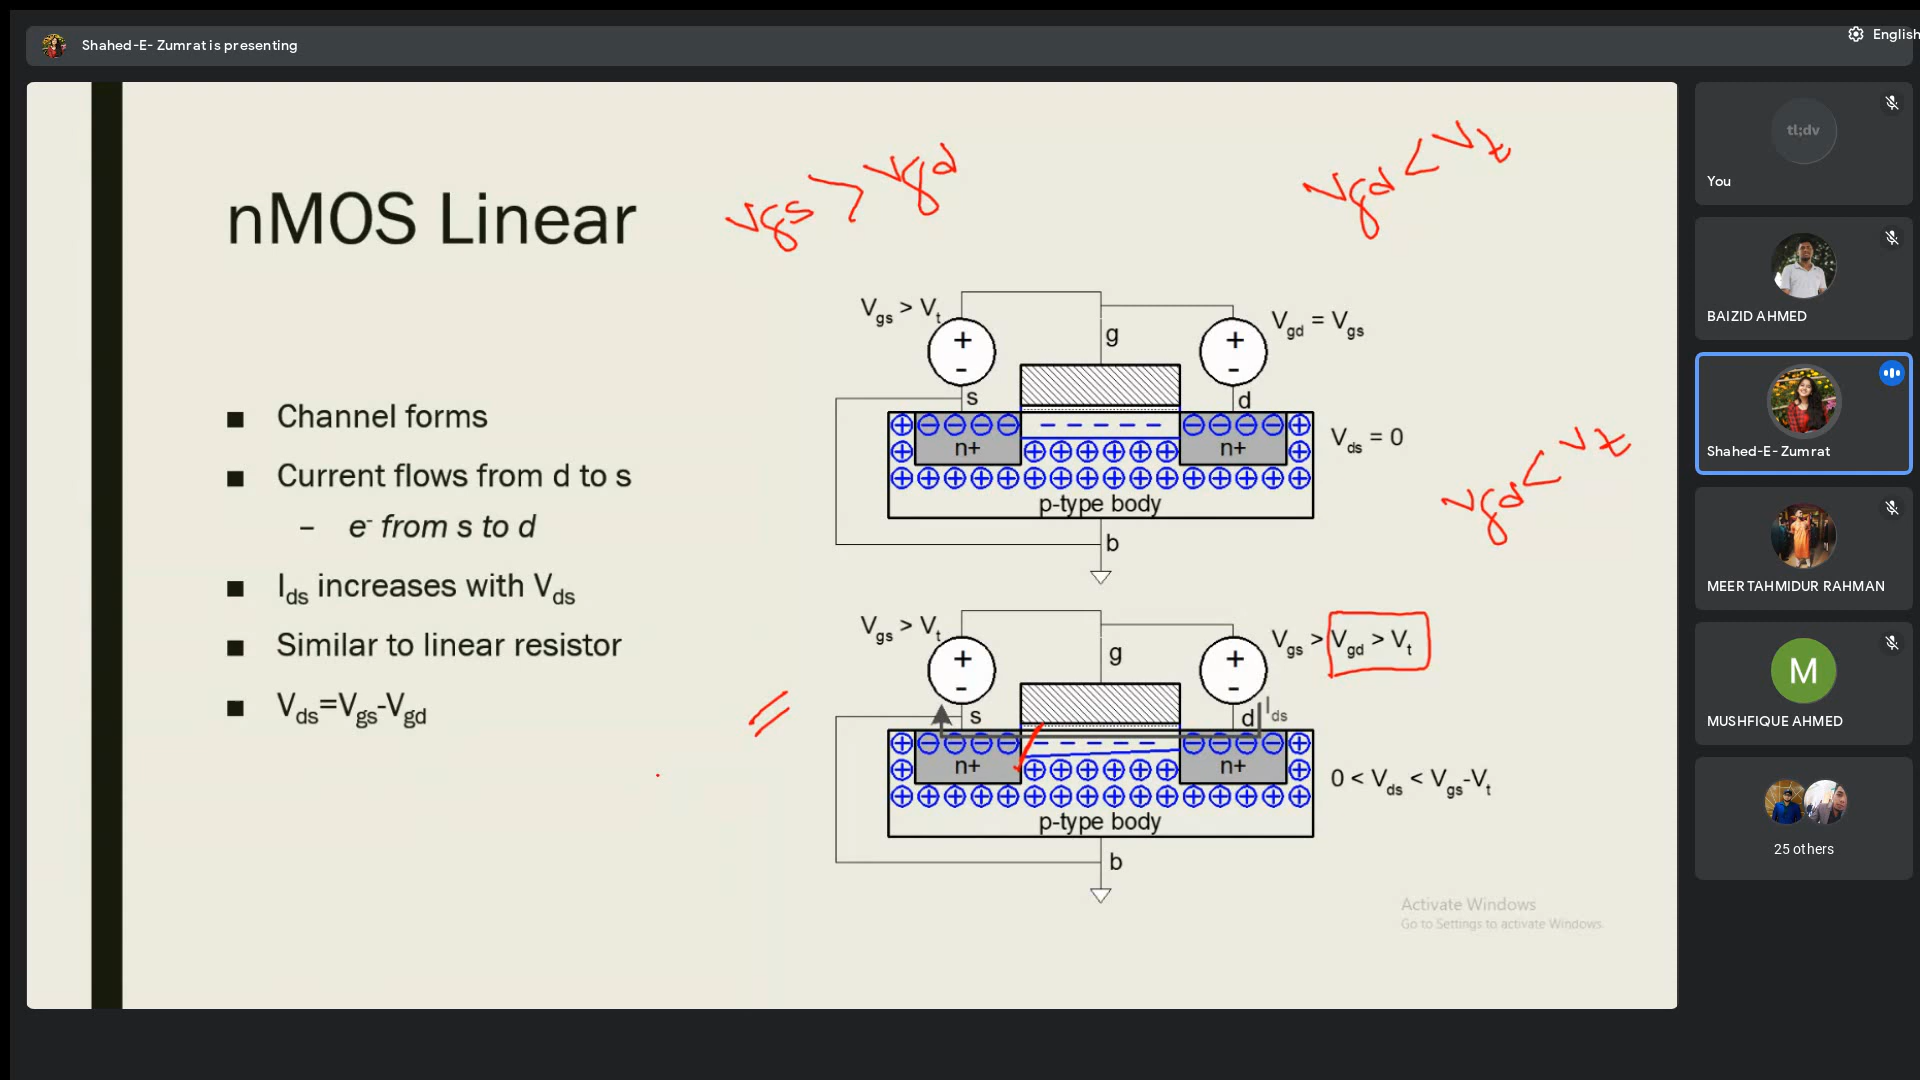 Shahed-E- Zumrat is presenting
English
nMOS Linear
Vgs > Vgd
Vgd < Vt
■ Channel forms
■ Current flows from d to s
– e- from s to d
■ Ids increases with Vds
■ Similar to linear resistor
■ Vds=Vgs-Vgd
Vgs > Vt
+
-
g
s
+
-
d
Vgd = Vgs
n+
n+
p-type body
b
Vds = 0
Vgd < Vt
Vgs > Vt
+
-
g
s
+
-
d
Ids
Vgs > Vgd > Vt
n+
n+
p-type body
b
0 < Vds < Vgs-Vt
Activate Windows
Go to Settings to activate Windows.
tl;dv
You
BAIZID AHMED
Shahed-E- Zumrat
MEER TAHMIDUR RAHMAN
M
MUSHFIQUE AHMED
25 others